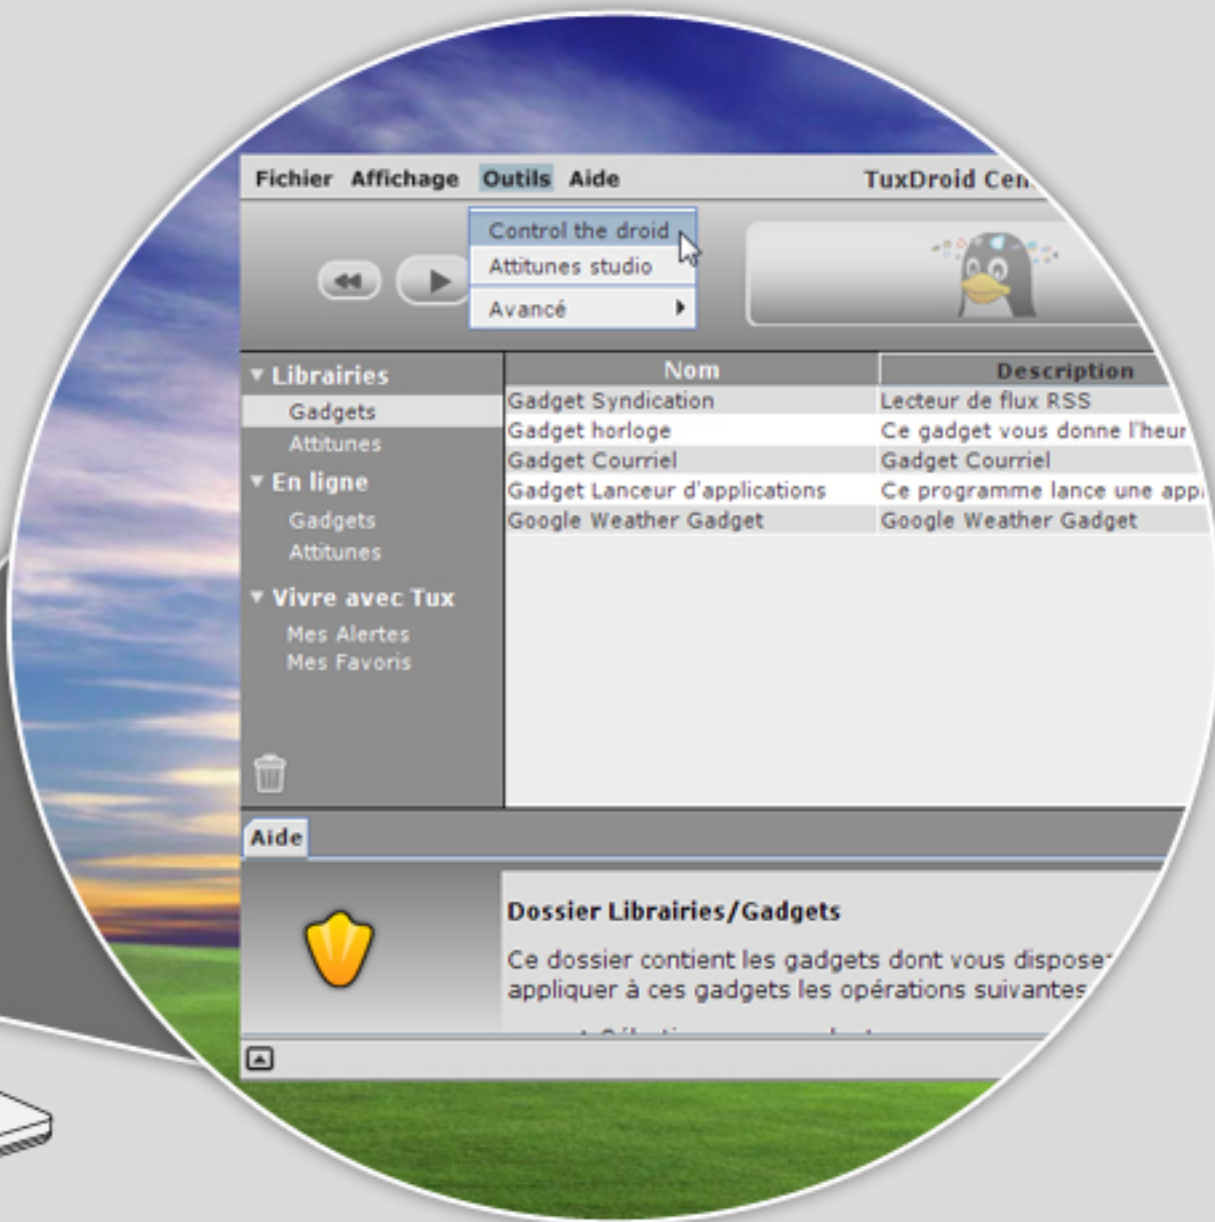 Fichier Affichage Outils Aide TuxDroid
Control the droid
Attitunes studio
Avancé
Librairies
Gadgets
Attitunes
En ligne
Gadgets
Attitunes
Vivre avec Tux
Mes Alertes
Mes Favoris
Nom Description
Gadget Syndication Lecteur de flux RSS
Gadget horloge Ce gadget vous donne l'heur
Gadget Courriel Gadget Courriel
Gadget Lanceur d'applications Ce programme lance une
Google Weather Gadget Google Weather Gadget
Aide
Dossier Librairies/Gadgets
Ce dossier contient les gadgets dont vous
appliquer à ces gadgets les opérations suivantes